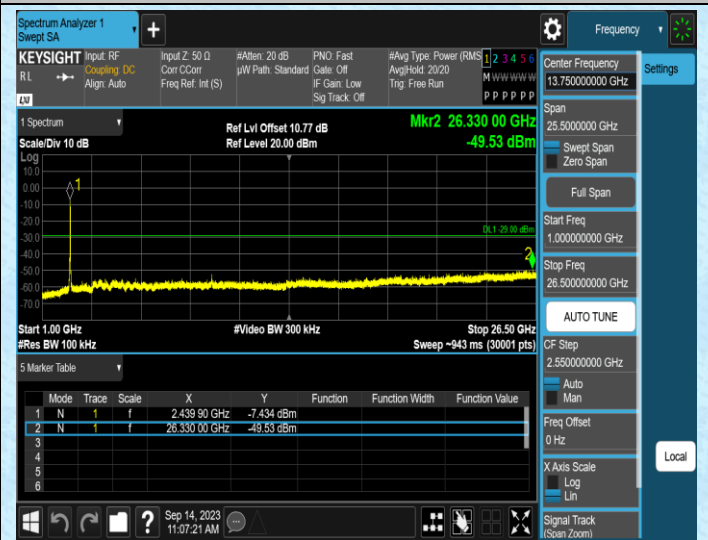 Spectrum Analyzer 1
Swept SA
+
Frequency
KEYSIGHT
Input: RF
Input Z: 50 Ω
#Atten: 20 dB
PNO: Fast
#Avg Type: Power (RMS
1 2 3 4 5 6
RL
Coupling: DC
Corr CCorr
µW Path: Standard
Gate: Off
Avg|Hold: 20/20
M W W W W W
Align: Auto
Freq Ref: Int (S)
IF Gain: Low
Trig: Free Run
Sig Track: Off
P P P P P P
LXI
1 Spectrum
Ref Lvl Offset 10.77 dB
Mkr2 26.330 00 GHz
Scale/Div 10 dB
Ref Level 20.00 dBm
-49.53 dBm
Log
10.0
0.00
-10.0
-20.0
-30.0
-40.0
-50.0
-60.0
-70.0
1
DL1 -29.00 dBm
2
Start 1.00 GHz
#Video BW 300 kHz
Stop 26.50 GHz
#Res BW 100 kHz
Sweep ~943 ms (30001 pts)
5 Marker Table
Mode Trace Scale X Y Function Function Width Function Value
1 N 1 f 2.439 90 GHz -7.434 dBm
2 N 1 f 26.330 00 GHz -49.53 dBm
3
4
5
6
Sep 14, 2023
11:07:21 AM
?
Center Frequency
13.750000000 GHz
Settings
Span
25.5000000 GHz
Swept Span
Zero Span
Full Span
Start Freq
1.000000000 GHz
Stop Freq
26.500000000 GHz
AUTO TUNE
CF Step
2.550000000 GHz
Auto
Man
Freq Offset
0 Hz
X Axis Scale
Log
Lin
Signal Track
(Span Zoom)
Local